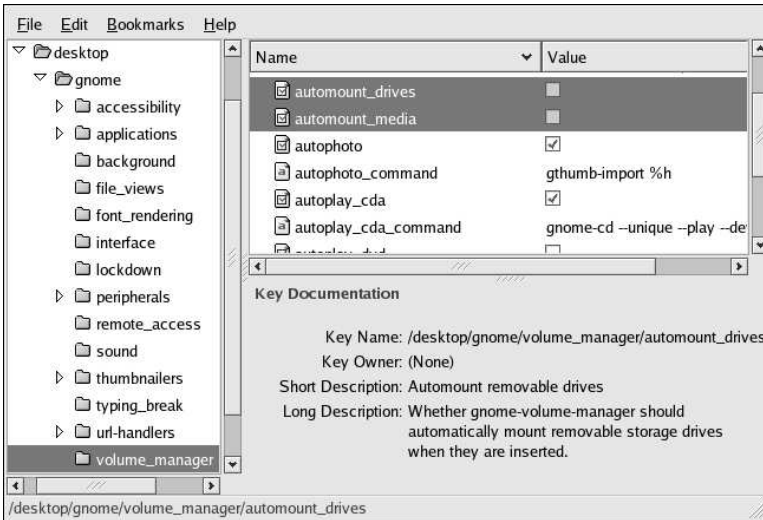 File Edit Bookmarks Help
desktop
gnome
accessibility
applications
background
file_views
font_rendering
interface
lockdown
peripherals
remote_access
sound
thumbnailers
typing_break
url-handlers
volume_manager
Name Value
automount_drives
automount_media
autophoto
autophoto_command gthumb-import %h
autoplay_cda
autoplay_cda_command gnome-cd --unique --play --de
Key Documentation
Key Name: /desktop/gnome/volume_manager/automount_drives
Key Owner: (None)
Short Description: Automount removable drives
Long Description: Whether gnome-volume-manager should
automatically mount removable storage drives
when they are inserted.
/desktop/gnome/volume_manager/automount_drives